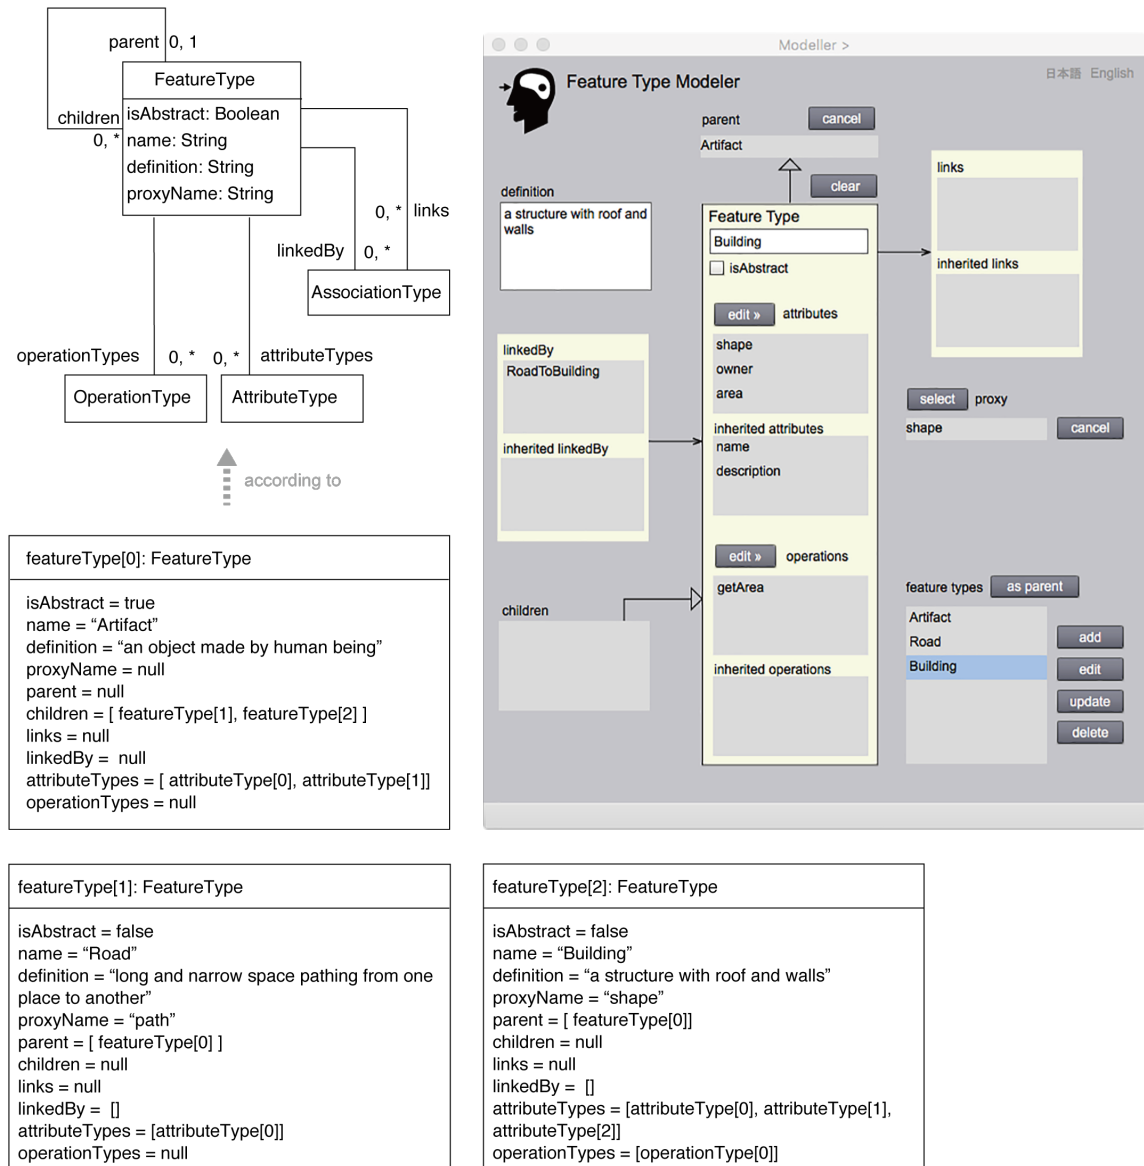 parent 0, 1
FeatureType
children
0, *
isAbstract: Boolean
name: String
definition: String
proxyName: String
0, * links
linkedBy 0, *
AssociationType
operationTypes 0, * 0, * attributeTypes
OperationType
AttributeType
according to
featureType[0]: FeatureType
isAbstract = true
name = “Artifact”
definition = “an object made by human being”
proxyName = null
parent = null
children = [ featureType[1], featureType[2] ]
links = null
linkedBy =  null
attributeTypes = [ attributeType[0], attributeType[1]]
operationTypes = null
Modeller >
Feature Type Modeler
日本語 English
parent cancel
Artifact
clear
definition
a structure with roof and
walls
Feature Type
Building
isAbstract
edit » attributes
shape
owner
area
inherited attributes
name
description
edit » operations
getArea
inherited operations
links
inherited links
linkedBy
RoadToBuilding
inherited linkedBy
children
select proxy
shape cancel
feature types as parent
Artifact
Road
Building
add
edit
update
delete
featureType[1]: FeatureType
isAbstract = false
name = “Road”
definition = “long and narrow space pathing from one
place to another”
proxyName = “path”
parent = [ featureType[0] ]
children = null
links = null
linkedBy =  []
attributeTypes = [attributeType[0]]
operationTypes = null
featureType[2]: FeatureType
isAbstract = false
name = “Building”
definition = “a structure with roof and walls”
proxyName = “shape”
parent = [ featureType[0]]
children = null
links = null
linkedBy =  []
attributeTypes = [attributeType[0], attributeType[1],
attributeType[2]]
operationTypes = [operationType[0]]